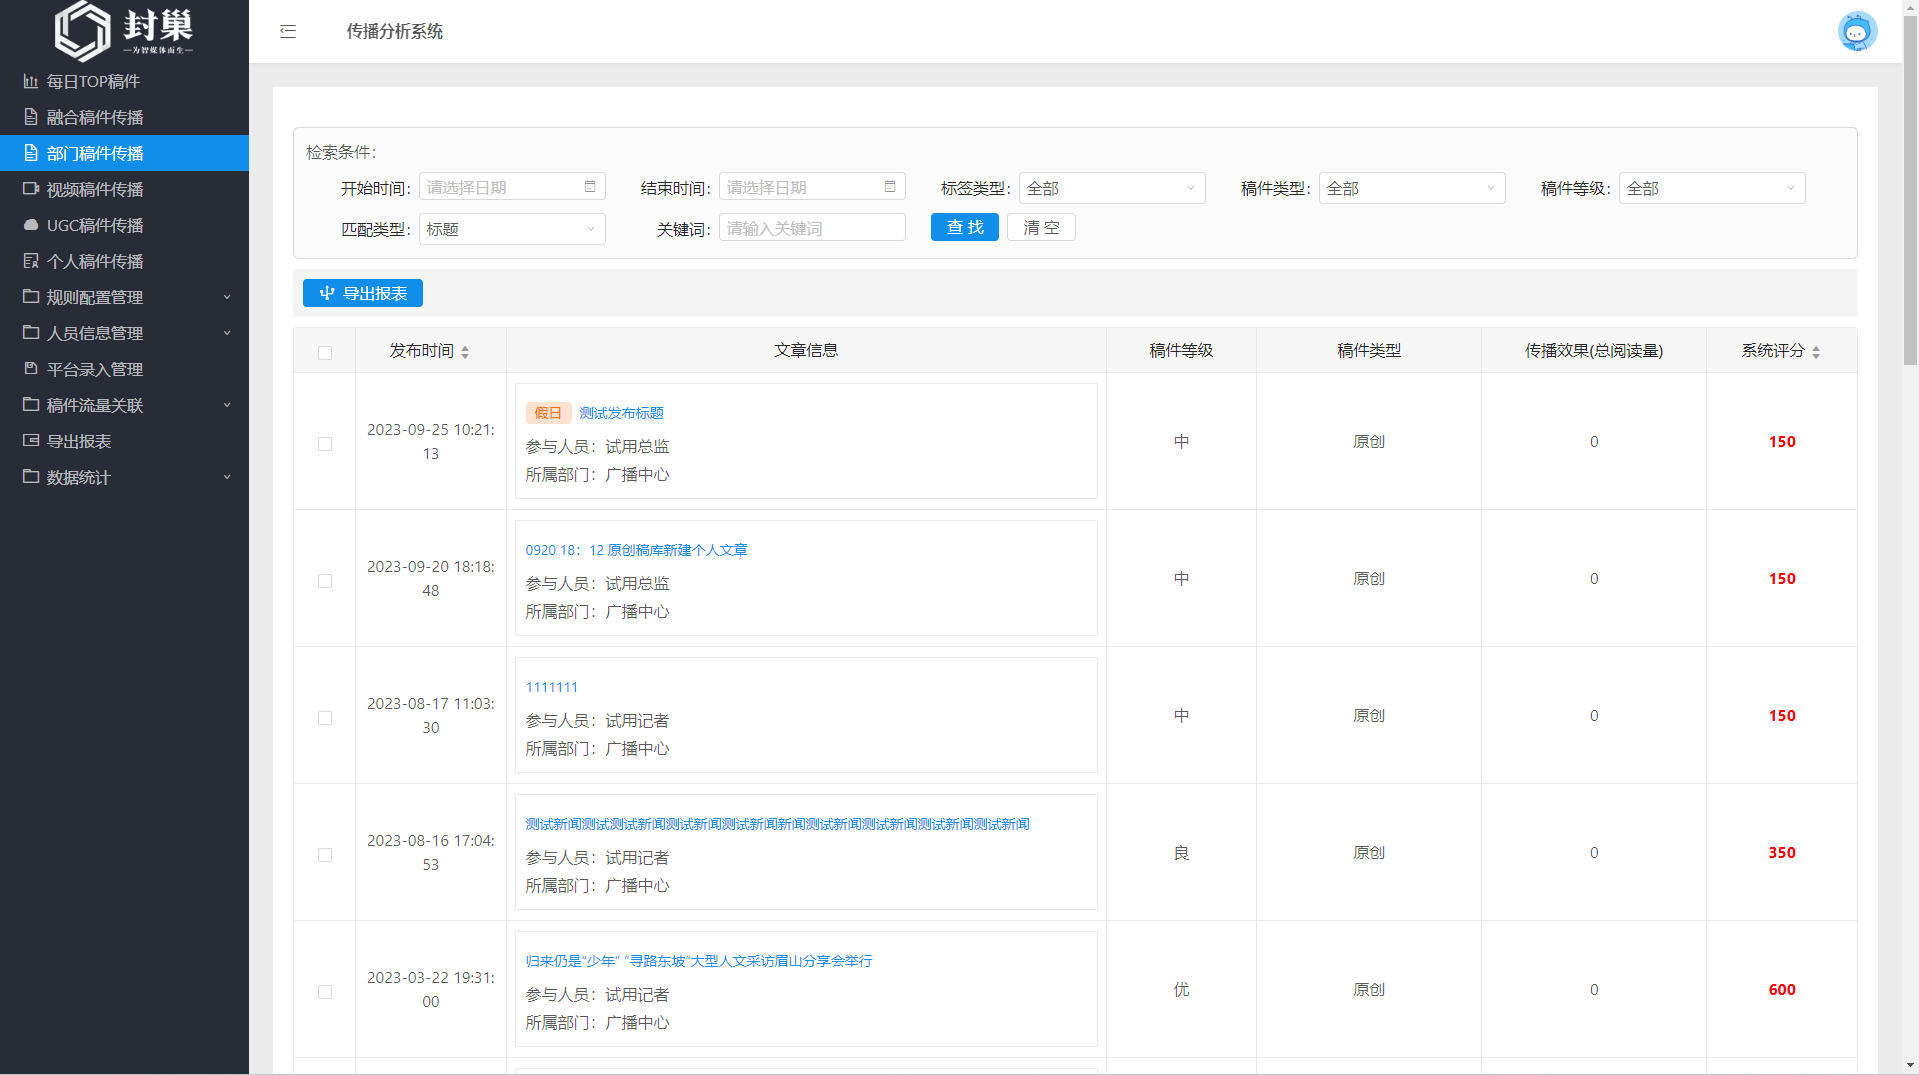 封巢
—为智媒体而生—
每日TOP稿件
融合稿件传播
部门稿件传播
视频稿件传播
UGC稿件传播
个人稿件传播
规则配置管理
人员信息管理
平台录入管理
稿件流量关联
导出报表
数据统计
传播分析系统
检索条件：
开始时间： 请选择日期 结束时间： 请选择日期 标签类型： 全部 稿件类型： 全部 稿件等级： 全部
匹配类型： 标题 关键词： 请输入关键词 查 找 清 空
导出报表
发布时间 文章信息 稿件等级 稿件类型 传播效果(总阅读量) 系统评分
2023-09-25 10:21:
13
假日 测试发布标题
参与人员：试用总监
所属部门：广播中心
中 原创 0 150
2023-09-20 18:18:
48
0920 18：12 原创稿库新建个人文章
参与人员：试用总监
所属部门：广播中心
中 原创 0 150
2023-08-17 11:03:
30
1111111
参与人员：试用记者
所属部门：广播中心
中 原创 0 150
2023-08-16 17:04:
53
测试新闻测试测试新闻测试新闻测试新闻新闻测试新闻测试新闻测试新闻测试新闻
参与人员：试用记者
所属部门：广播中心
良 原创 0 350
2023-03-22 19:31:
00
归来仍是“少年” “寻路东坡”大型人文采访眉山分享会举行
参与人员：试用记者
所属部门：广播中心
优 原创 0 600